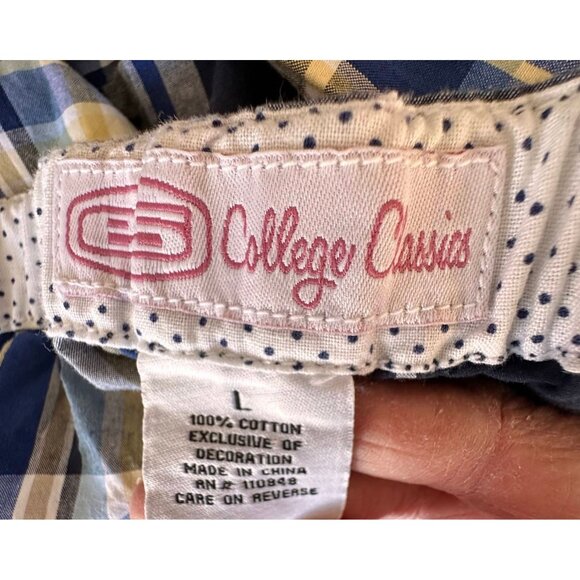 College Classics
L
100% COTTON
EXCLUSIVE OF
DECORATION
MADE IN CHINA
RN# 110848
CARE ON REVERSE